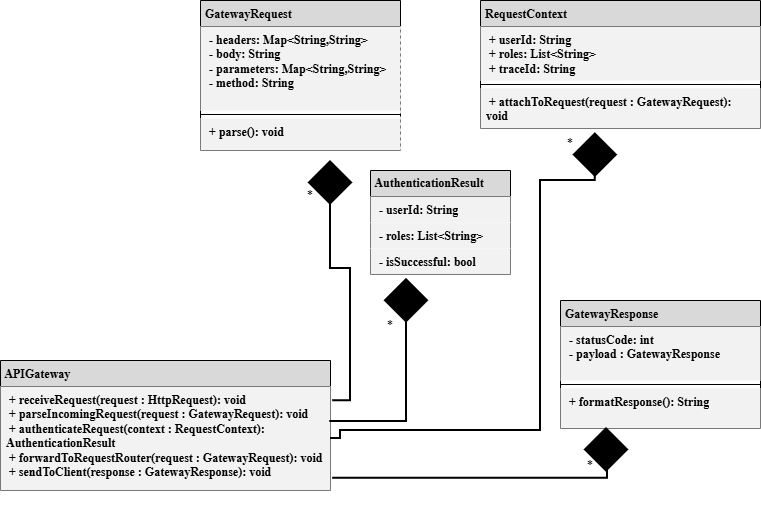 GatewayRequest
- headers: Map<String,String>
- body: String
- parameters: Map<String,String>
- method: String
+ parse(): void
RequestContext
+ userId: String
+ roles: List<String>
+ traceId: String
+ attachToRequest(request : GatewayRequest):
void
*
*
AuthenticationResult
- userId: String
- roles: List<String>
- isSuccessful: bool
*
GatewayResponse
- statusCode: int
- payload : GatewayResponse
+ formatResponse(): String
*
APIGateway
+ receiveRequest(request : HttpRequest): void
+ parseIncomingRequest(request : GatewayRequest): void
+ authenticateRequest(context : RequestContext):
AuthenticationResult
+ forwardToRequestRouter(request : GatewayRequest): void
+ sendToClient(response : GatewayResponse): void